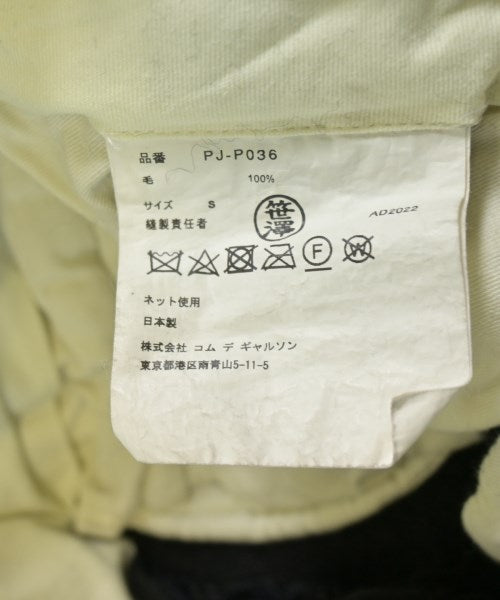 品番 PJ-P036
毛 100%
サイズ S
縫製責任者 笹澤
AD2022
F W
ネット使用
日本製
株式会社 コム デ ギャルソン
東京都港区南青山5-11-5